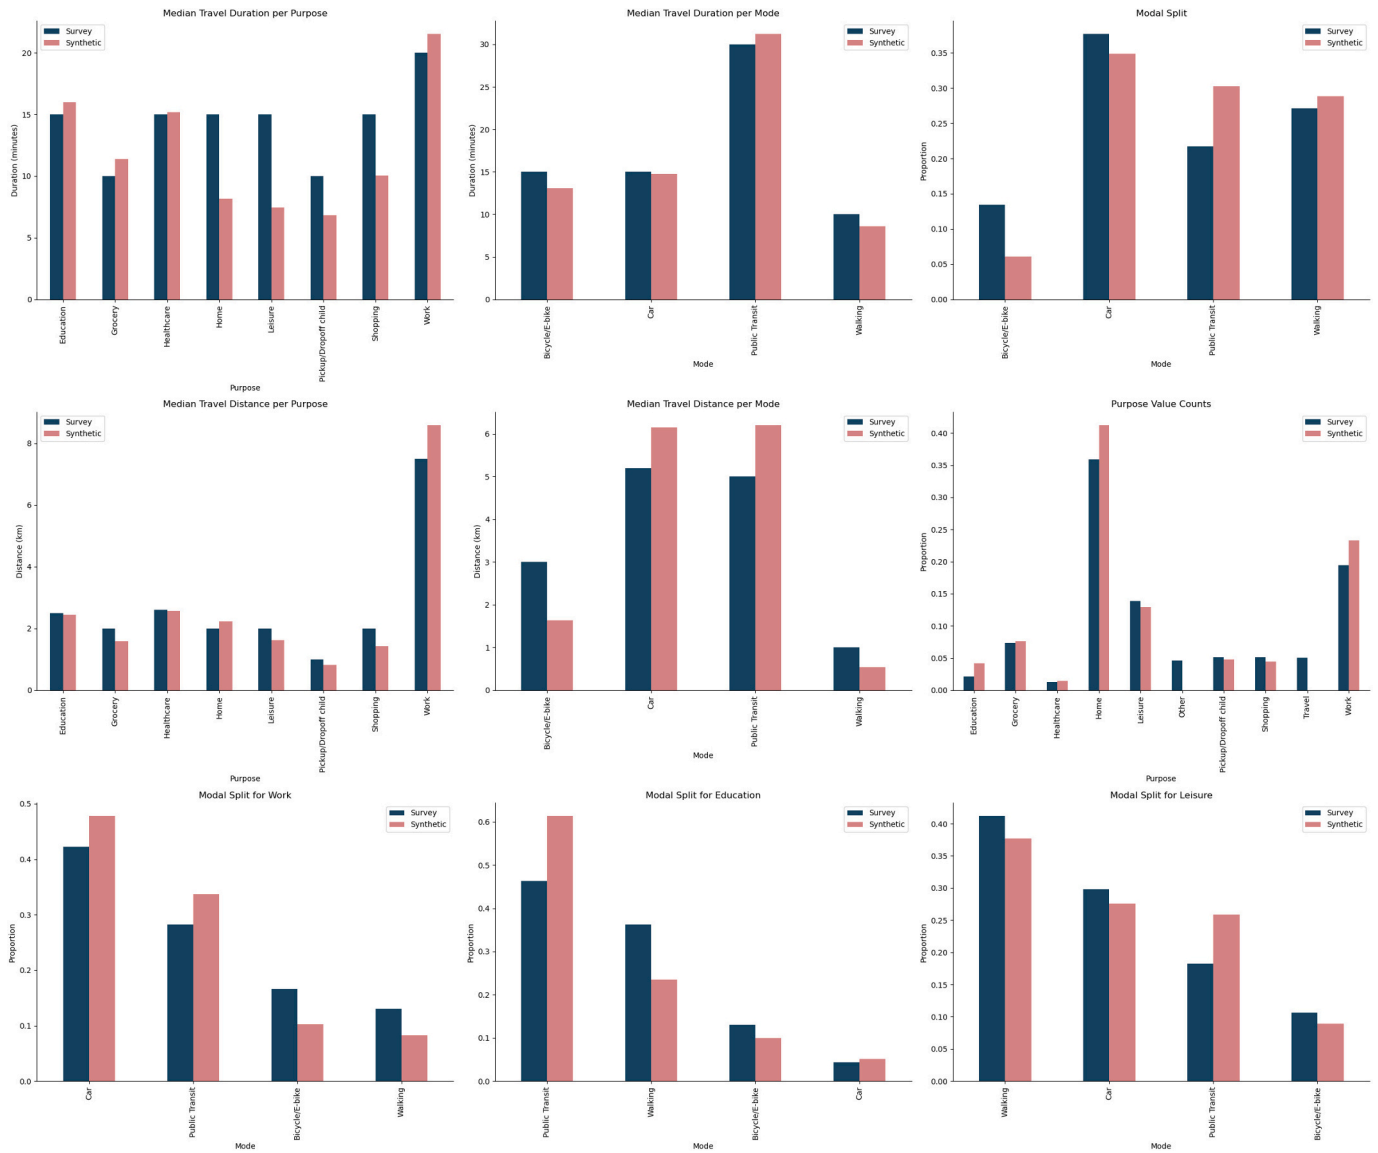 Median Travel Duration per Purpose
Survey
Synthetic
Duration (minutes)
20
15
10
5
0
Education
Grocery
Healthcare
Home
Leisure
Pickup/Dropoff child
Shopping
Work
Purpose
Median Travel Duration per Mode
Survey
Synthetic
Duration (minutes)
30
25
20
15
10
5
0
Bicycle/E-bike
Car
Public Transit
Walking
Mode
Modal Split
Survey
Synthetic
Proportion
0.35
0.30
0.25
0.20
0.15
0.10
0.05
0.00
Bicycle/E-bike
Car
Public Transit
Walking
Mode
Median Travel Distance per Purpose
Survey
Synthetic
Distance (km)
8
6
4
2
0
Education
Grocery
Healthcare
Home
Leisure
Pickup/Dropoff child
Shopping
Work
Purpose
Median Travel Distance per Mode
Survey
Synthetic
Distance (km)
6
5
4
3
2
1
0
Bicycle/E-bike
Car
Public Transit
Walking
Mode
Purpose Value Counts
Survey
Synthetic
Proportion
0.40
0.35
0.30
0.25
0.20
0.15
0.10
0.05
0.00
Education
Grocery
Healthcare
Home
Leisure
Other
Pickup/Dropoff child
Shopping
Travel
Work
Purpose
Modal Split for Work
Survey
Synthetic
Proportion
0.5
0.4
0.3
0.2
0.1
0.0
Car
Public Transit
Bicycle/E-bike
Walking
Mode
Modal Split for Education
Survey
Synthetic
Proportion
0.6
0.5
0.4
0.3
0.2
0.1
0.0
Public Transit
Walking
Bicycle/E-bike
Car
Mode
Modal Split for Leisure
Survey
Synthetic
Proportion
0.40
0.35
0.30
0.25
0.20
0.15
0.10
0.05
0.00
Walking
Car
Public Transit
Bicycle/E-bike
Mode